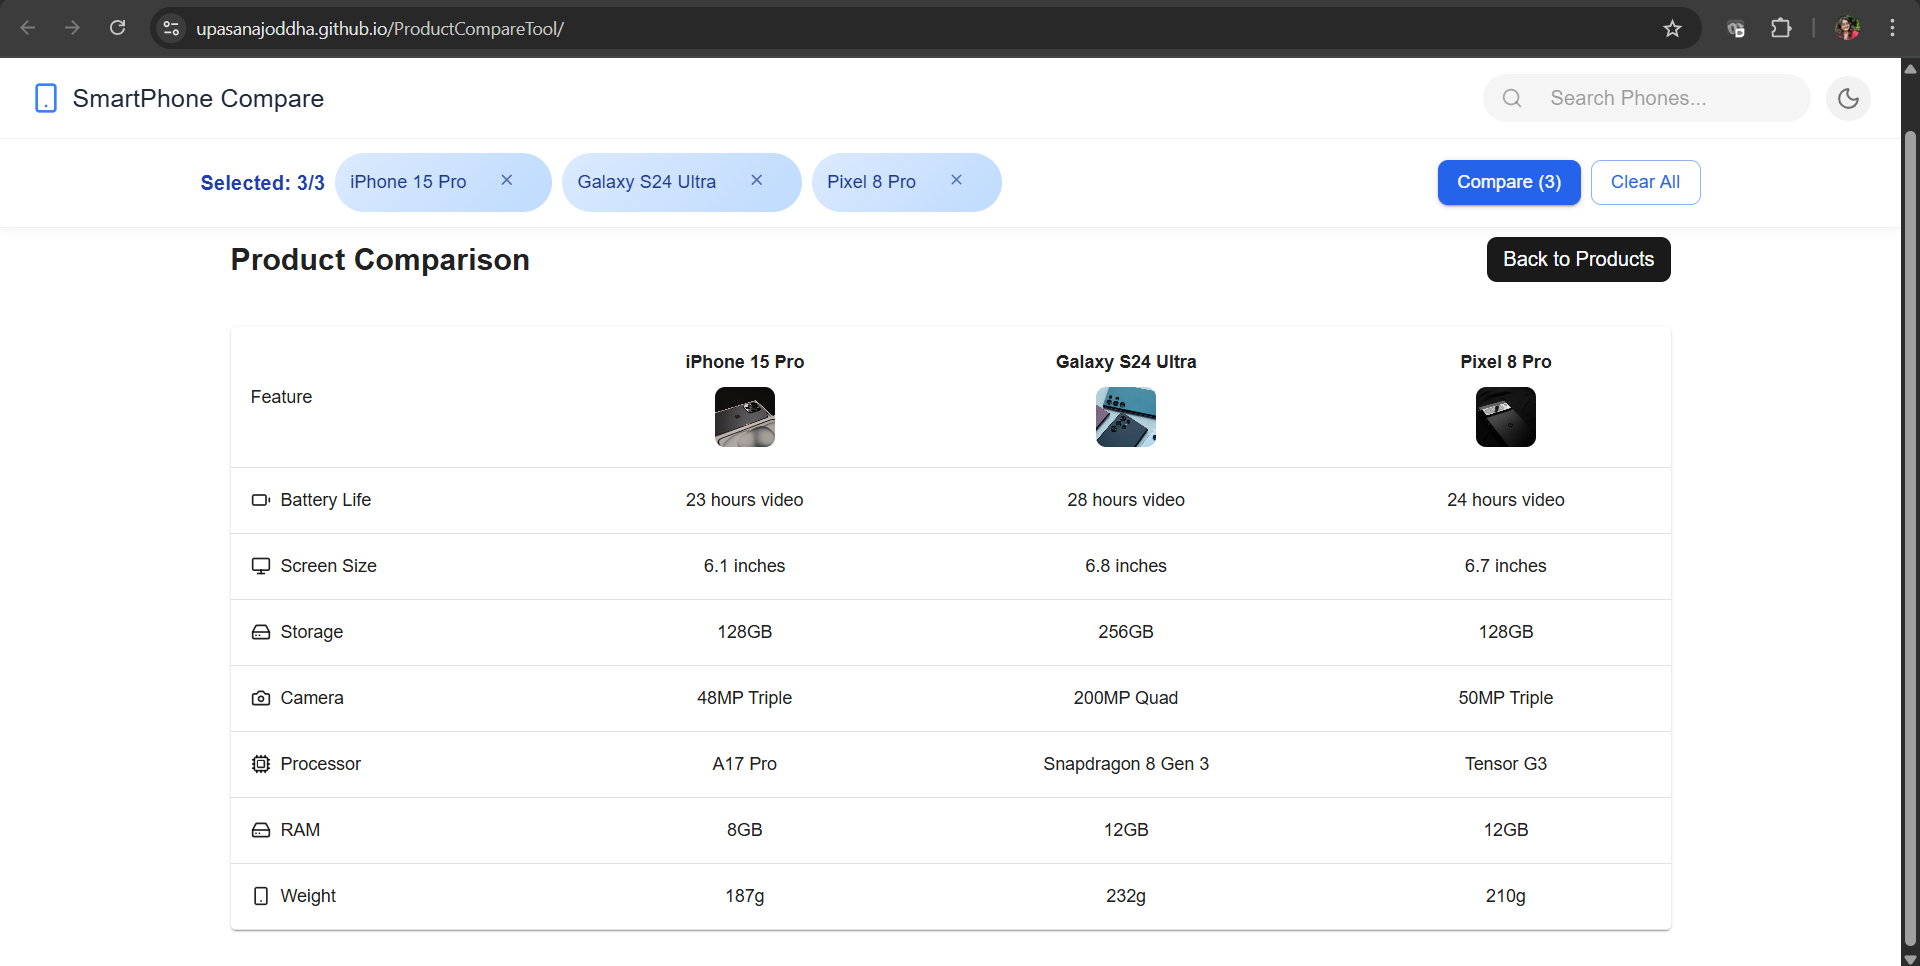 upasanajoddha.github.io/ProductCompareTool/
SmartPhone Compare
Search Phones...
Selected: 3/3
iPhone 15 Pro ×
Galaxy S24 Ultra ×
Pixel 8 Pro ×
Compare (3)
Clear All
Product Comparison
Back to Products
Feature iPhone 15 Pro Galaxy S24 Ultra Pixel 8 Pro
Battery Life 23 hours video 28 hours video 24 hours video
Screen Size 6.1 inches 6.8 inches 6.7 inches
Storage 128GB 256GB 128GB
Camera 48MP Triple 200MP Quad 50MP Triple
Processor A17 Pro Snapdragon 8 Gen 3 Tensor G3
RAM 8GB 12GB 12GB
Weight 187g 232g 210g